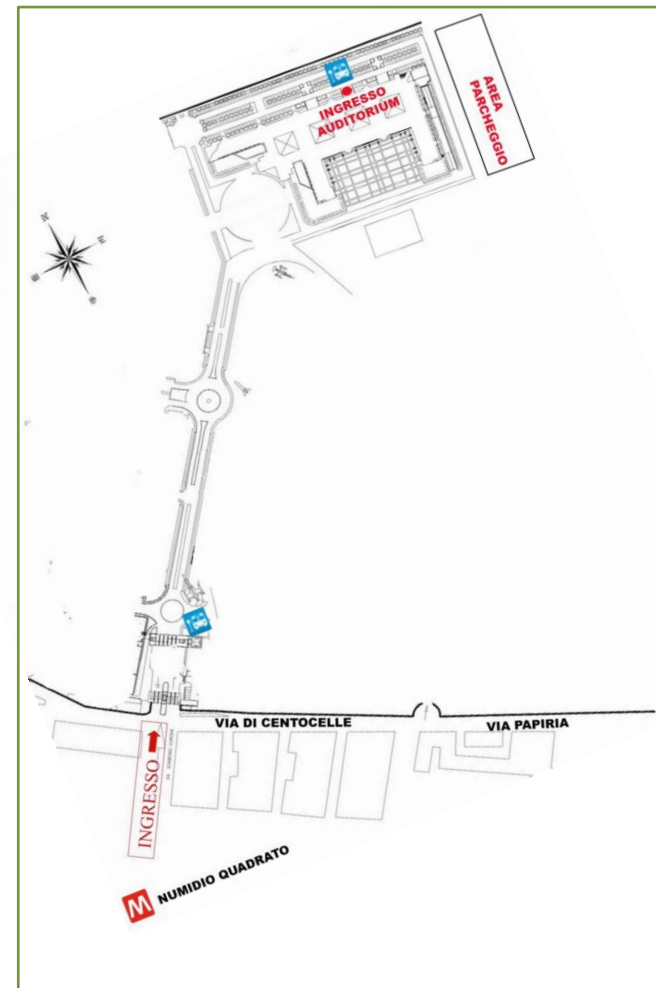 AREA
PARCHEGGIO
INGRESSO
AUDITORIUM
VIA DI CENTOCELLE
VIA PAPIRIA
INGRESSO
M NUMIDIO QUADRATO